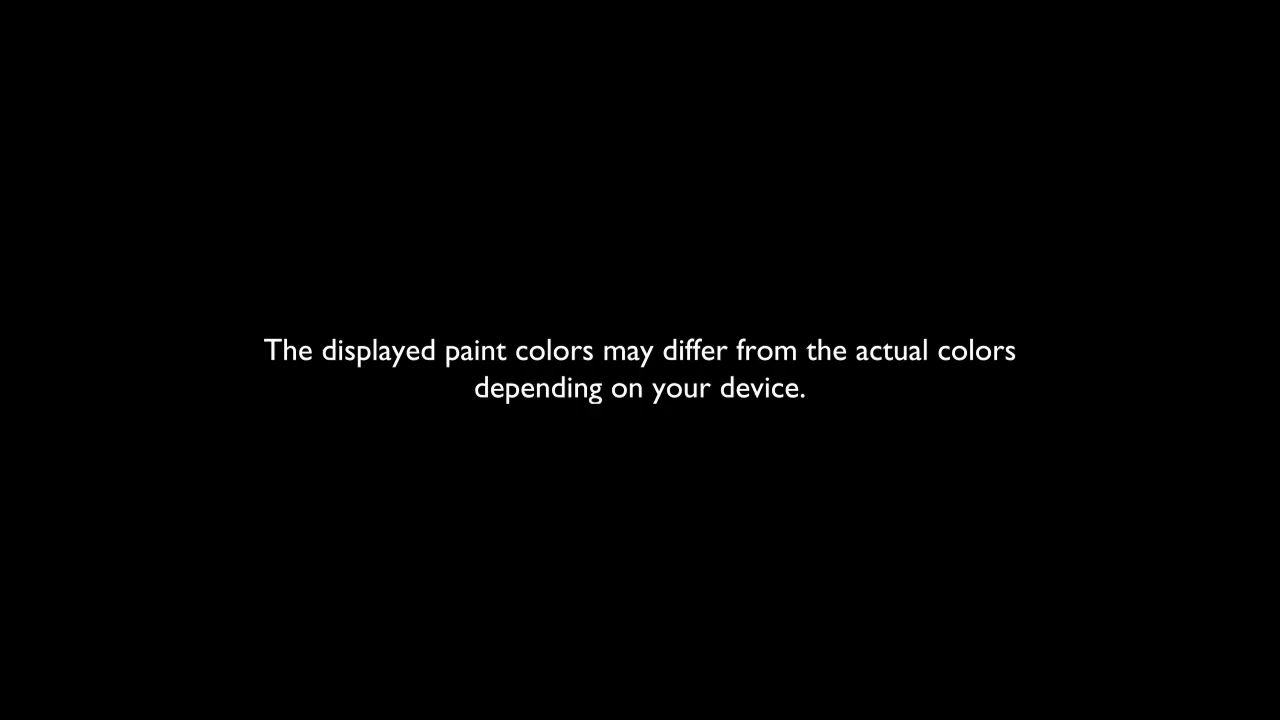 The displayed paint colors may differ from the actual colors
depending on your device.